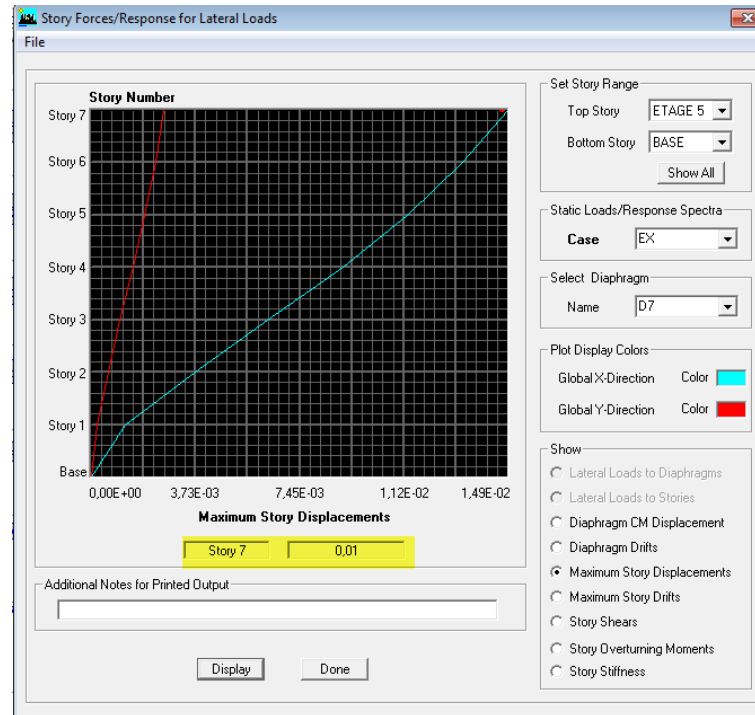 Story Forces/Response for Lateral Loads
File
Story Number
Story 7
Story 6
Story 5
Story 4
Story 3
Story 2
Story 1
Base
0,00E+00 3,73E-03 7,45E-03 1,12E-02 1,49E-02
Maximum Story Displacements
Story 7 0,01
Additional Notes for Printed Output
Display Done
Set Story Range
Top Story ETAGE 5
Bottom Story BASE
Show All
Static Loads/Response Spectra
Case EX
Select Diaphragm
Name D7
Plot Display Colors
Global X-Direction Color
Global Y-Direction Color
Show
Lateral Loads to Diaphragms
Lateral Loads to Stories
Diaphragm CM Displacement
Diaphragm Drifts
Maximum Story Displacements
Maximum Story Drifts
Story Shears
Story Overturning Moments
Story Stiffness